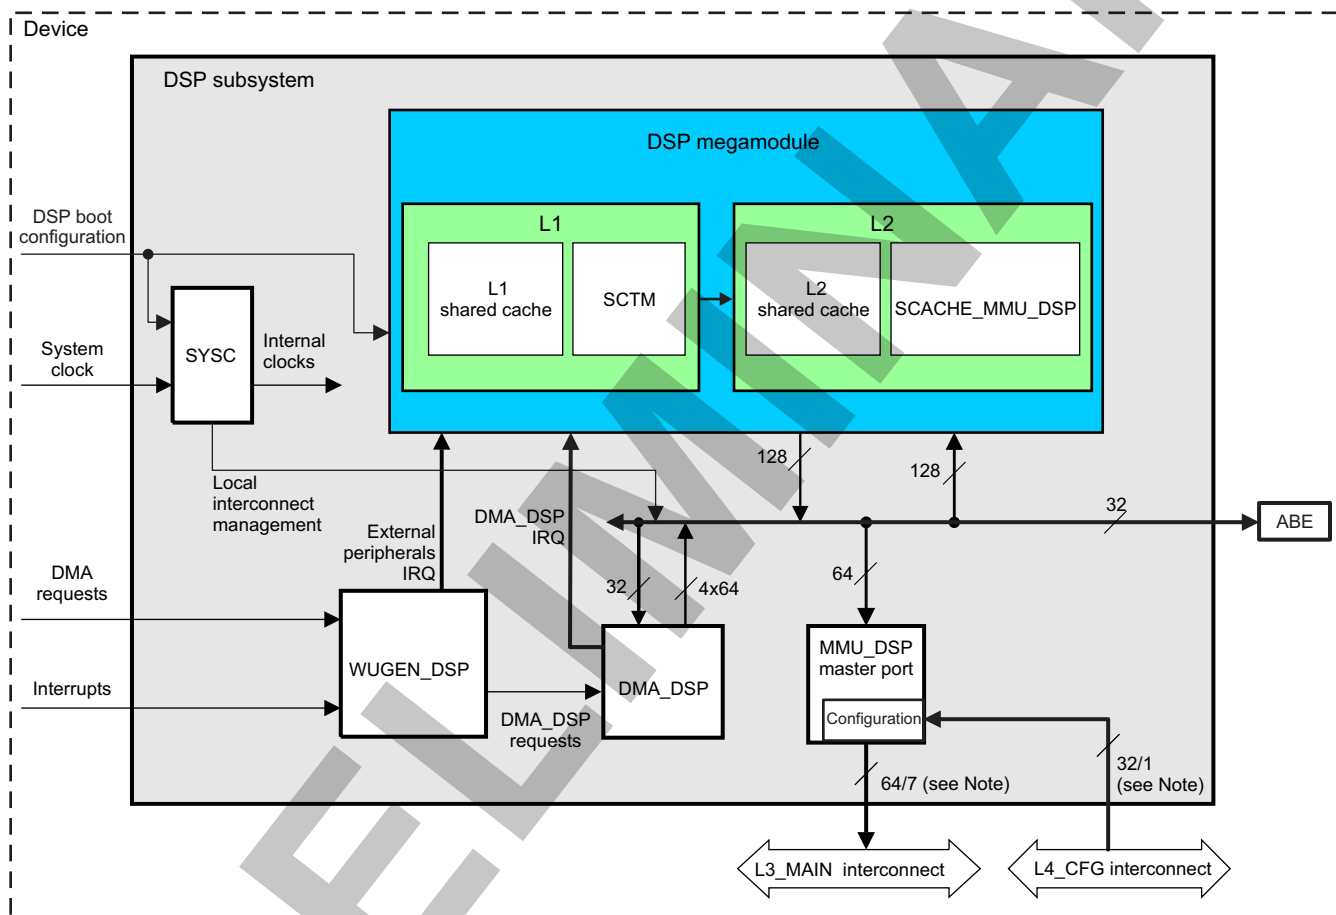 Device
DSP subsystem
DSP megamodule
L1
L2
L1
shared cache
SCTM
L2
shared cache
SCACHE_MMU_DSP
DSP boot
configuration
System
clock
SYSC
Internal
clocks
Local
interconnect
management
External
peripherals
IRQ
DMA_DSP
IRQ
128
128
32
ABE
32
4x64
64
DMA
requests
Interrupts
WUGEN_DSP
DMA_DSP
requests
DMA_DSP
MMU_DSP
master port
Configuration
64/7 (see Note)
32/1
(see Note)
L3_MAIN interconnect
L4_CFG interconnect